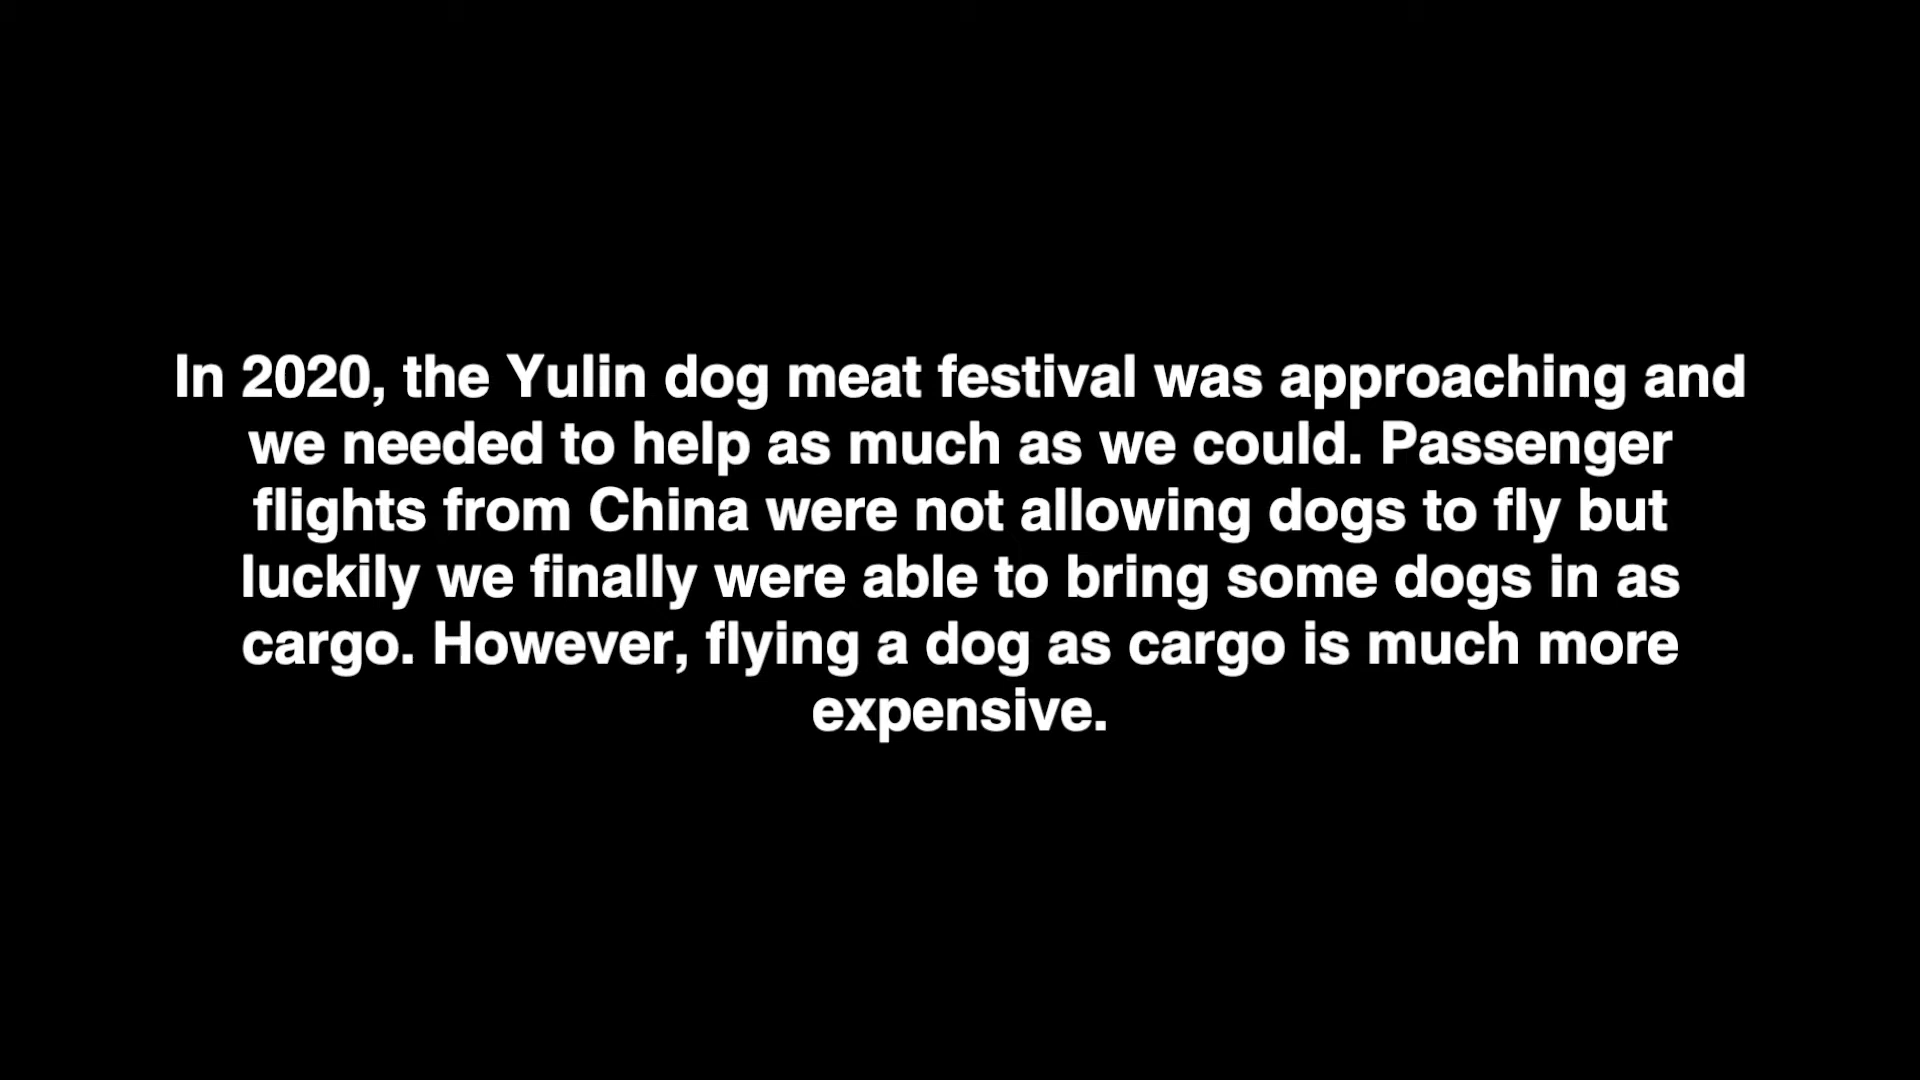 In 2020, the Yulin dog meat festival was approaching and
we needed to help as much as we could. Passenger
flights from China were not allowing dogs to fly but
luckily we finally were able to bring some dogs in as
cargo. However, flying a dog as cargo is much more
expensive.